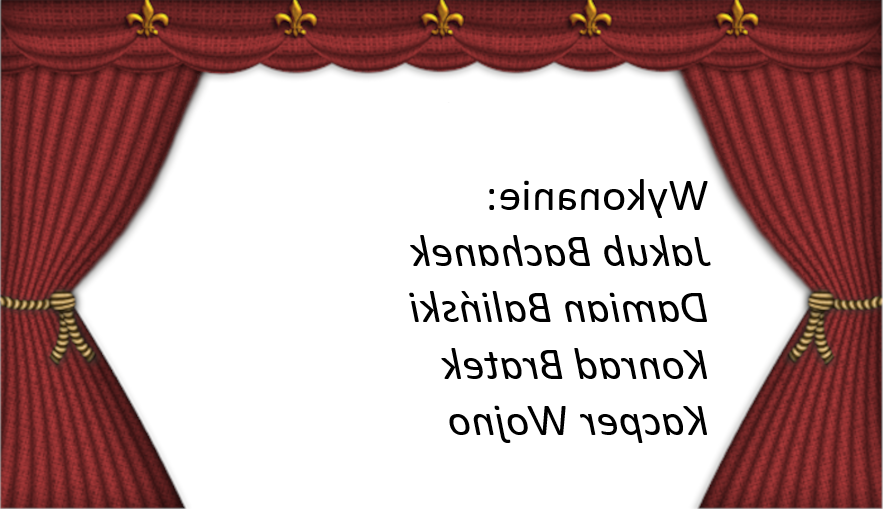 Wykonanie:
Jakub Bachanek
Damian Baliński
Konrad Bratek
Kacper Wojno